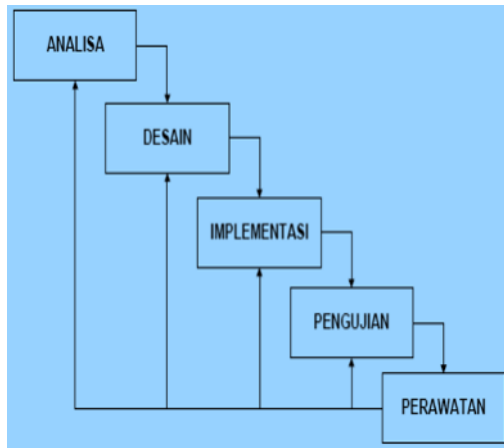 ANALISA
DESAIN
IMPLEMENTASI
PENGUJIAN
PERAWATAN